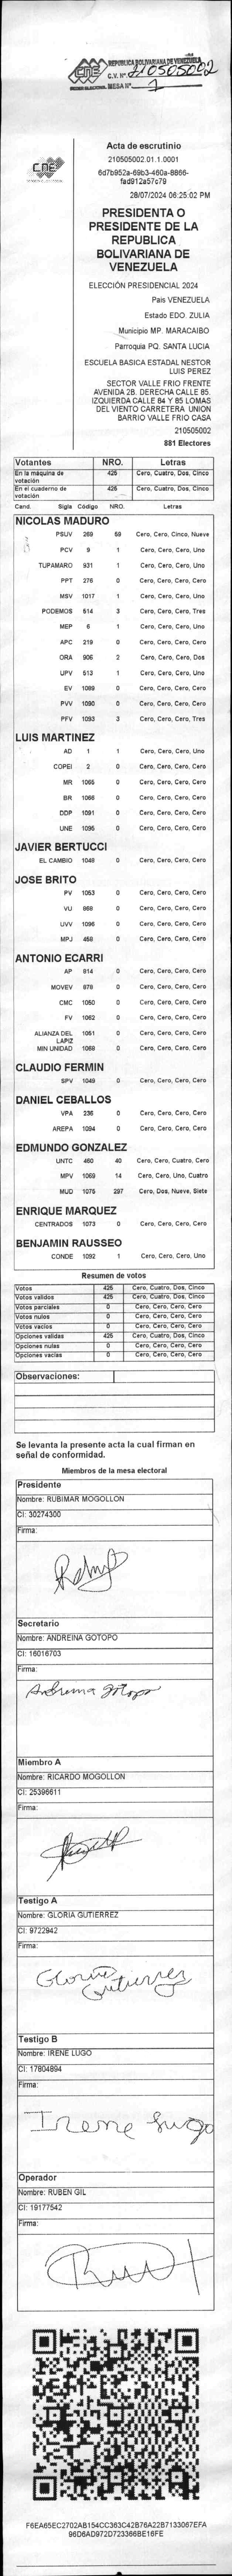 REPUBLICA BOLIVARIANA DE VENEZUELA
CNE
C.V. Nº 210505002
PODER ELECTORAL MESA Nº 1
CNE
Acta de escrutinio
210505002.01.1.0001
6d7b952a-69b3-460a-8866-
fad912a57c79
28/07/2024 06:25:02 PM
PRESIDENTA O
PRESIDENTE DE LA
REPUBLICA
BOLIVARIANA DE
VENEZUELA
ELECCIÓN PRESIDENCIAL 2024
Pais VENEZUELA
Estado EDO. ZULIA
Municipio MP. MARACAIBO
Parroquia PQ. SANTA LUCIA
ESCUELA BASICA ESTADAL NESTOR
LUIS PEREZ
SECTOR VALLE FRIO FRENTE
AVENIDA 2B. DERECHA CALLE 85.
IZQUIERDA CALLE 84 Y 85 LOMAS
DEL VIENTO CARRETERA UNION
BARRIO VALLE FRIO CASA
210505002
881 Electores
Votantes NRO. Letras
En la máquina de votación 425 Cero, Cuatro, Dos, Cinco
En el cuaderno de votación 425 Cero, Cuatro, Dos, Cinco
Cand. Sigla Código NRO. Letras
NICOLAS MADURO
PSUV 269 59 Cero, Cero, Cinco, Nueve
PCV 9 1 Cero, Cero, Cero, Uno
TUPAMARO 931 1 Cero, Cero, Cero, Uno
PPT 276 0 Cero, Cero, Cero, Cero
MSV 1017 1 Cero, Cero, Cero, Uno
PODEMOS 514 3 Cero, Cero, Cero, Tres
MEP 6 1 Cero, Cero, Cero, Uno
APC 219 0 Cero, Cero, Cero, Cero
ORA 906 2 Cero, Cero, Cero, Dos
UPV 513 1 Cero, Cero, Cero, Uno
EV 1089 0 Cero, Cero, Cero, Cero
PVV 1090 0 Cero, Cero, Cero, Cero
PFV 1093 3 Cero, Cero, Cero, Tres
LUIS MARTINEZ
AD 1 1 Cero, Cero, Cero, Uno
COPEI 2 0 Cero, Cero, Cero, Cero
MR 1065 0 Cero, Cero, Cero, Cero
BR 1066 0 Cero, Cero, Cero, Cero
DDP 1091 0 Cero, Cero, Cero, Cero
UNE 1095 0 Cero, Cero, Cero, Cero
JAVIER BERTUCCI
EL CAMBIO 1048 0 Cero, Cero, Cero, Cero
JOSE BRITO
PV 1053 0 Cero, Cero, Cero, Cero
VU 868 0 Cero, Cero, Cero, Cero
UVV 1096 0 Cero, Cero, Cero, Cero
MPJ 458 0 Cero, Cero, Cero, Cero
ANTONIO ECARRI
AP 814 0 Cero, Cero, Cero, Cero
MOVEV 878 0 Cero, Cero, Cero, Cero
CMC 1050 0 Cero, Cero, Cero, Cero
FV 1062 0 Cero, Cero, Cero, Cero
ALIANZA DEL LAPIZ 1051 0 Cero, Cero, Cero, Cero
MIN UNIDAD 1068 0 Cero, Cero, Cero, Cero
CLAUDIO FERMIN
SPV 1049 0 Cero, Cero, Cero, Cero
DANIEL CEBALLOS
VPA 236 0 Cero, Cero, Cero, Cero
AREPA 1094 0 Cero, Cero, Cero, Cero
EDMUNDO GONZALEZ
UNTC 460 40 Cero, Cero, Cuatro, Cero
MPV 1069 14 Cero, Cero, Uno, Cuatro
MUD 1075 297 Cero, Dos, Nueve, Siete
ENRIQUE MARQUEZ
CENTRADOS 1073 0 Cero, Cero, Cero, Cero
BENJAMIN RAUSSEO
CONDE 1092 1 Cero, Cero, Cero, Uno
Resumen de votos
Votos 425 Cero, Cuatro, Dos, Cinco
Votos validos 425 Cero, Cuatro, Dos, Cinco
Votos parciales 0 Cero, Cero, Cero, Cero
Votos nulos 0 Cero, Cero, Cero, Cero
Votos vacios 0 Cero, Cero, Cero, Cero
Opciones validas 425 Cero, Cuatro, Dos, Cinco
Opciones nulas 0 Cero, Cero, Cero, Cero
Opciones vacias 0 Cero, Cero, Cero, Cero
Observaciones:
Se levanta la presente acta la cual firman en
señal de conformidad.
Miembros de la mesa electoral
Presidente
Nombre: RUBIMAR MOGOLLON
CI: 30274300
Firma:
Secretario
Nombre: ANDREINA GOTOPO
CI: 16016703
Firma:
Andreina Gotopo
Miembro A
Nombre: RICARDO MOGOLLON
CI: 25396611
Firma:
Testigo A
Nombre: GLORIA GUTIERREZ
CI: 9722942
Firma:
Gloria
Gutierrez
Testigo B
Nombre: IRENE LUGO
CI: 17804894
Firma:
Irene Lugo
Operador
Nombre: RUBEN GIL
CI: 19177542
Firma:
F6EA65EC2702AB154CC363C42B76A22B7133067EFA
96D6AD972D723366BE16FE